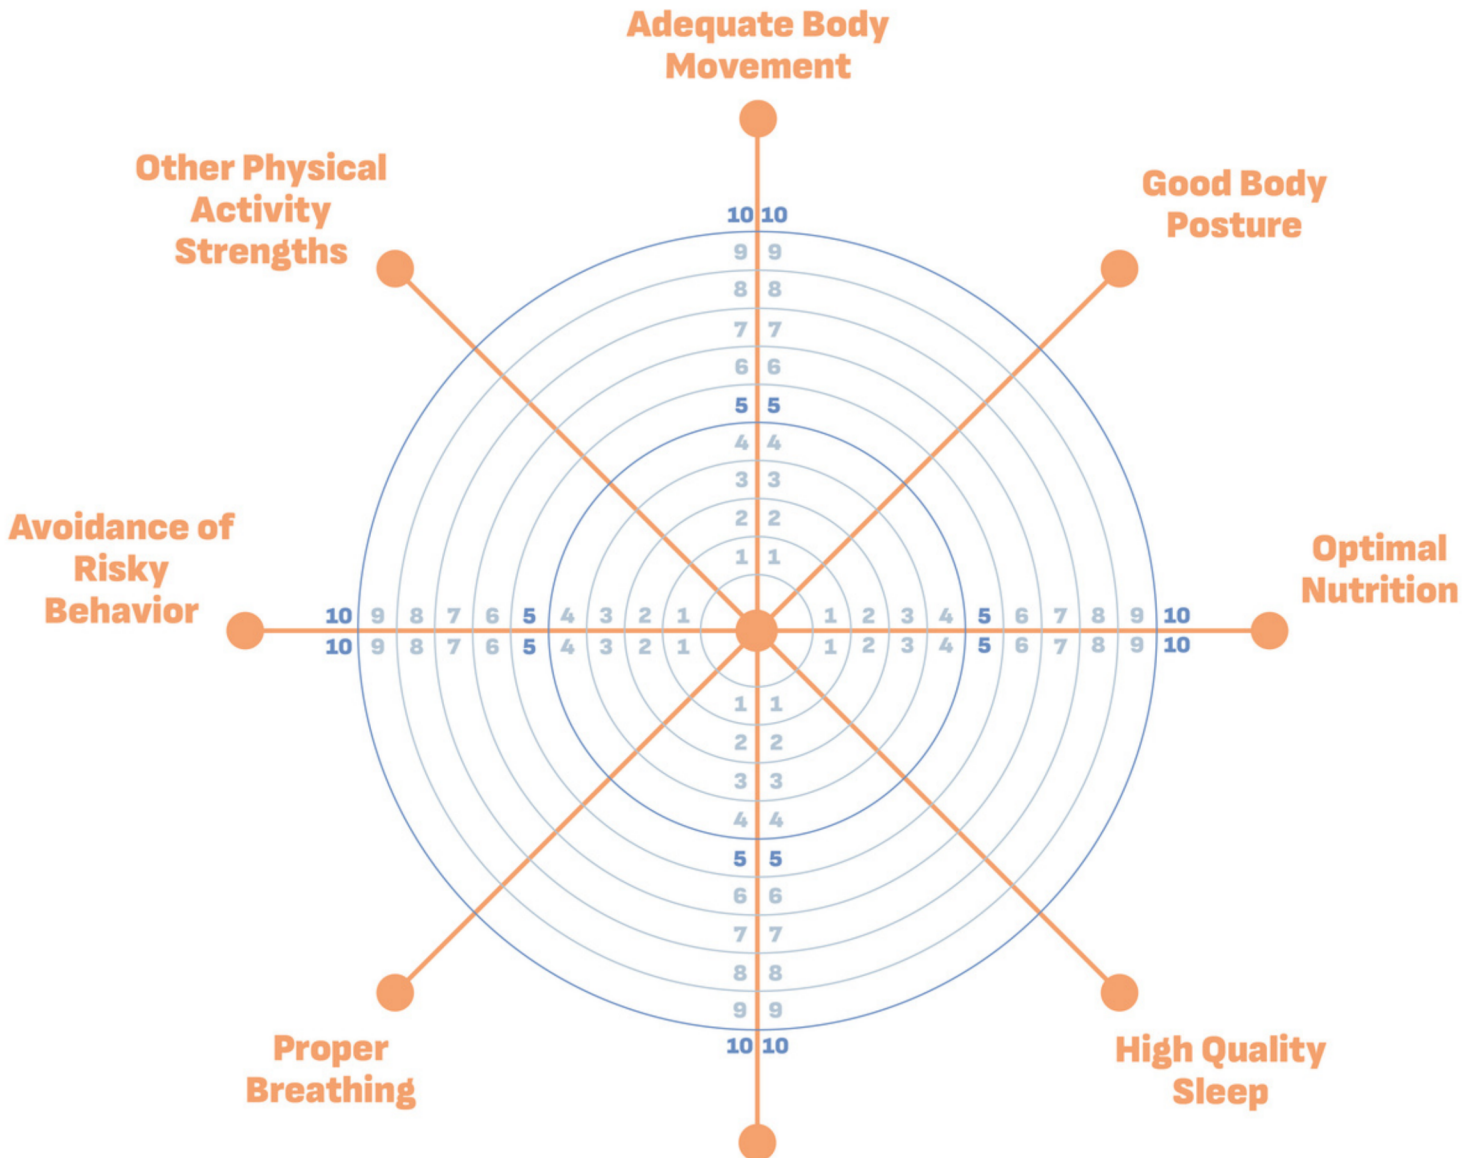 Adequate Body
Movement
Other Physical
Activity
Strengths
Good Body
Posture
10 10
9 9
8 8
7 7
6 6
5 5
4 4
3 3
2 2
1 1
Avoidance of
Risky
Behavior
Optimal
Nutrition
10 9 8 7 6 5 4 3 2 1 1 2 3 4 5 6 7 8 9 10
10 9 8 7 6 5 4 3 2 1 1 2 3 4 5 6 7 8 9 10
1 1
2 2
3 3
4 4
5 5
6 6
7 7
8 8
9 9
10 10
Proper
Breathing
High Quality
Sleep